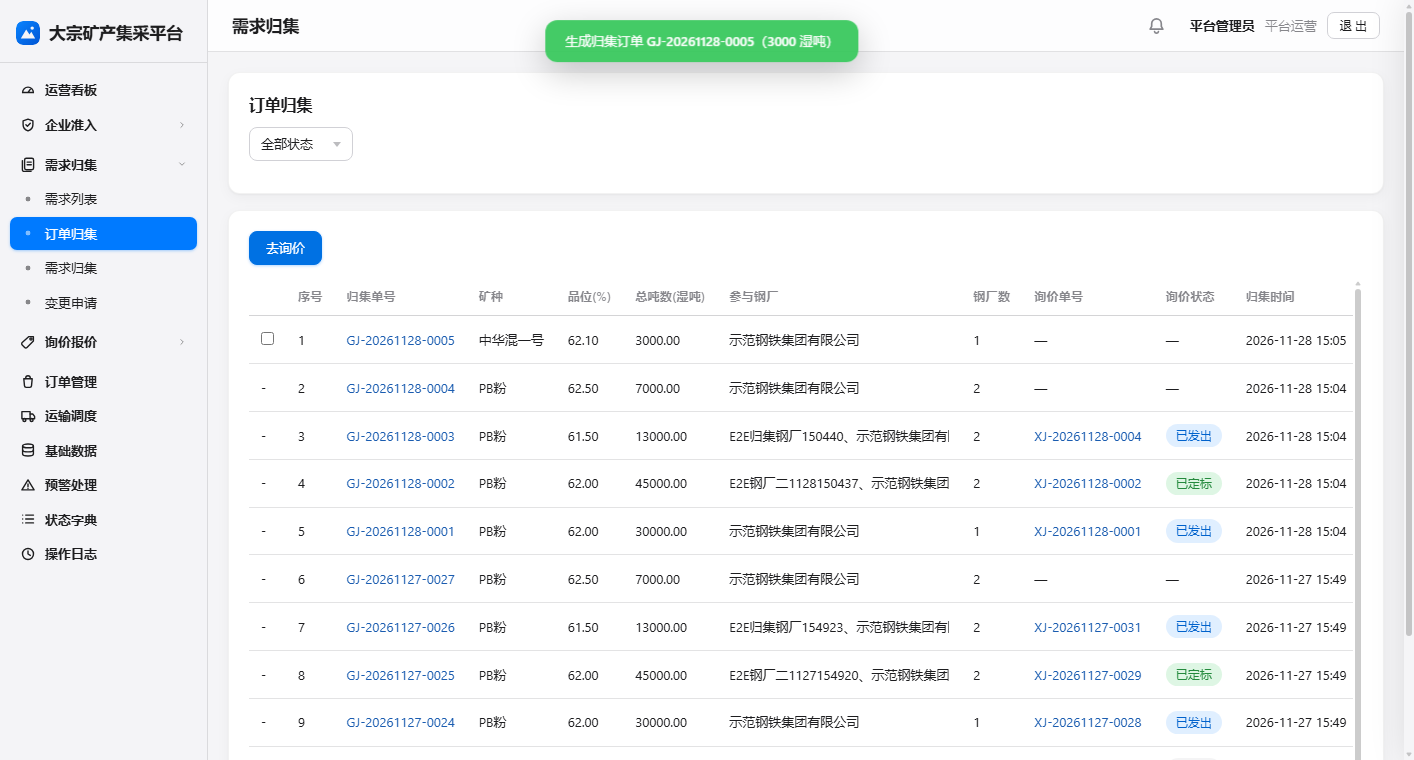 大宗矿产集采平台
运营看板
企业准入
需求归集
需求列表
订单归集
需求归集
变更申请
询价报价
订单管理
运输调度
基础数据
预警处理
状态字典
操作日志
需求归集
生成归集订单 GJ-20261128-0005（3000 湿吨）
平台管理员 平台运营 退 出
订单归集
全部状态
去询价
序号 归集单号 矿种 品位(%) 总吨数(湿吨) 参与钢厂 钢厂数 询价单号 询价状态 归集时间
1 GJ-20261128-0005 中华混一号 62.10 3000.00 示范钢铁集团有限公司 1 — — 2026-11-28 15:05
- 2 GJ-20261128-0004 PB粉 62.50 7000.00 示范钢铁集团有限公司 2 — — 2026-11-28 15:04
- 3 GJ-20261128-0003 PB粉 61.50 13000.00 E2E归集钢厂150440、示范钢铁集团有 2 XJ-20261128-0004 已发出 2026-11-28 15:04
- 4 GJ-20261128-0002 PB粉 62.00 45000.00 E2E钢厂二1128150437、示范钢铁集团 2 XJ-20261128-0002 已定标 2026-11-28 15:04
- 5 GJ-20261128-0001 PB粉 62.00 30000.00 示范钢铁集团有限公司 1 XJ-20261128-0001 已发出 2026-11-28 15:04
- 6 GJ-20261127-0027 PB粉 62.50 7000.00 示范钢铁集团有限公司 2 — — 2026-11-27 15:49
- 7 GJ-20261127-0026 PB粉 61.50 13000.00 E2E归集钢厂154923、示范钢铁集团有 2 XJ-20261127-0031 已发出 2026-11-27 15:49
- 8 GJ-20261127-0025 PB粉 62.00 45000.00 E2E钢厂二1127154920、示范钢铁集团 2 XJ-20261127-0029 已定标 2026-11-27 15:49
- 9 GJ-20261127-0024 PB粉 62.00 30000.00 示范钢铁集团有限公司 1 XJ-20261127-0028 已发出 2026-11-27 15:49